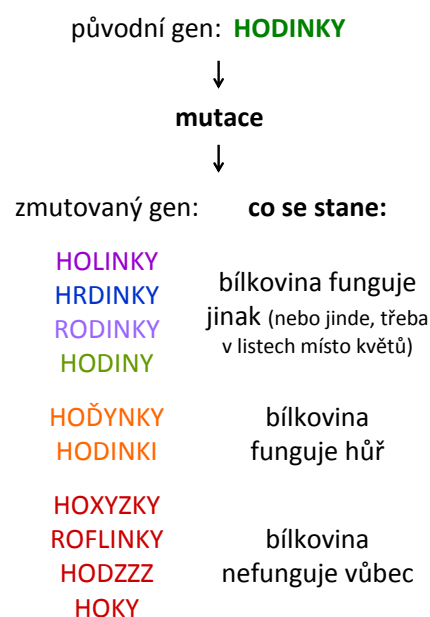 původní gen: HODINKY
↓
mutace
↓
zmutovaný gen: co se stane:
HOLINKY
HRDINKY
RODINKY
HODINY
bílkovina funguje
jinak (nebo jinde, třeba
v listech místo květů)
HOĎYNKY
HODINKI
bílkovina
funguje hůř
HOXYZKY
ROFLINKY
HODZZZ
HOKY
bílkovina
nefunguje vůbec